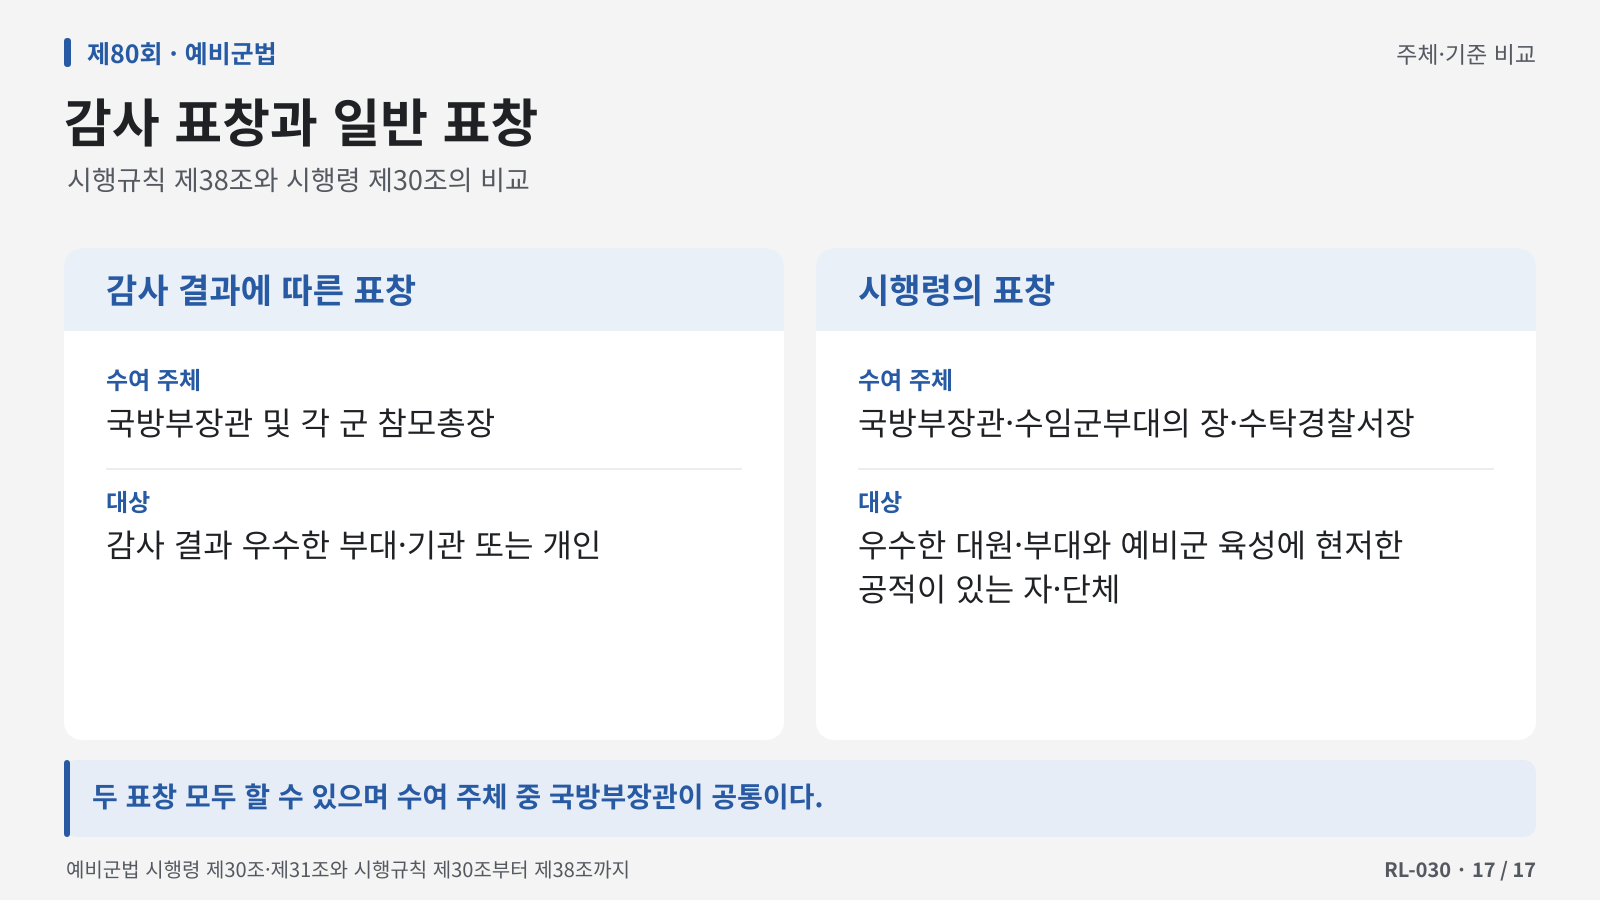 제80회 · 예비군법
주체·기준 비교
감사 표창과 일반 표창
시행규칙 제38조와 시행령 제30조의 비교
감사 결과에 따른 표창
수여 주체
국방부장관 및 각 군 참모총장
대상
감사 결과 우수한 부대·기관 또는 개인
시행령의 표창
수여 주체
국방부장관·수임군부대의 장·수탁경찰서장
대상
우수한 대원·부대와 예비군 육성에 현저한
공적이 있는 자·단체
두 표창 모두 할 수 있으며 수여 주체 중 국방부장관이 공통이다.
예비군법 시행령 제30조·제31조와 시행규칙 제30조부터 제38조까지
RL-030 · 17 / 17